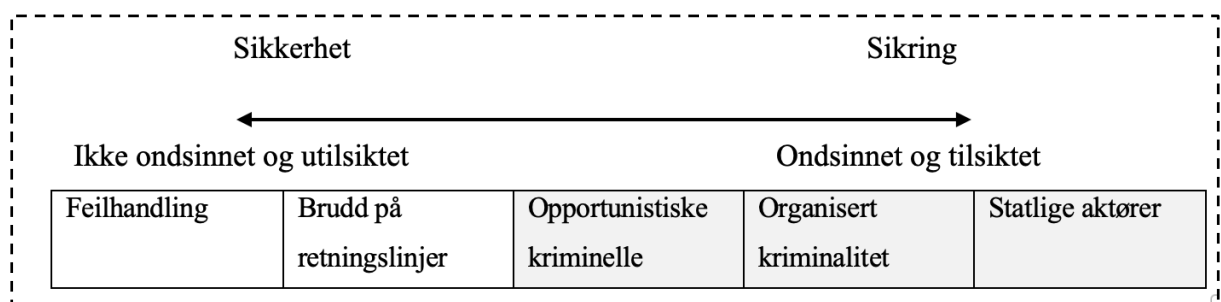 Sikkerhet Sikring
Ikke ondsinnet og utilsiktet Ondsinnet og tilsiktet
Feilhandling Brudd på Opportunistiske Organisert Statlige aktører
retningslinjer kriminelle kriminalitet